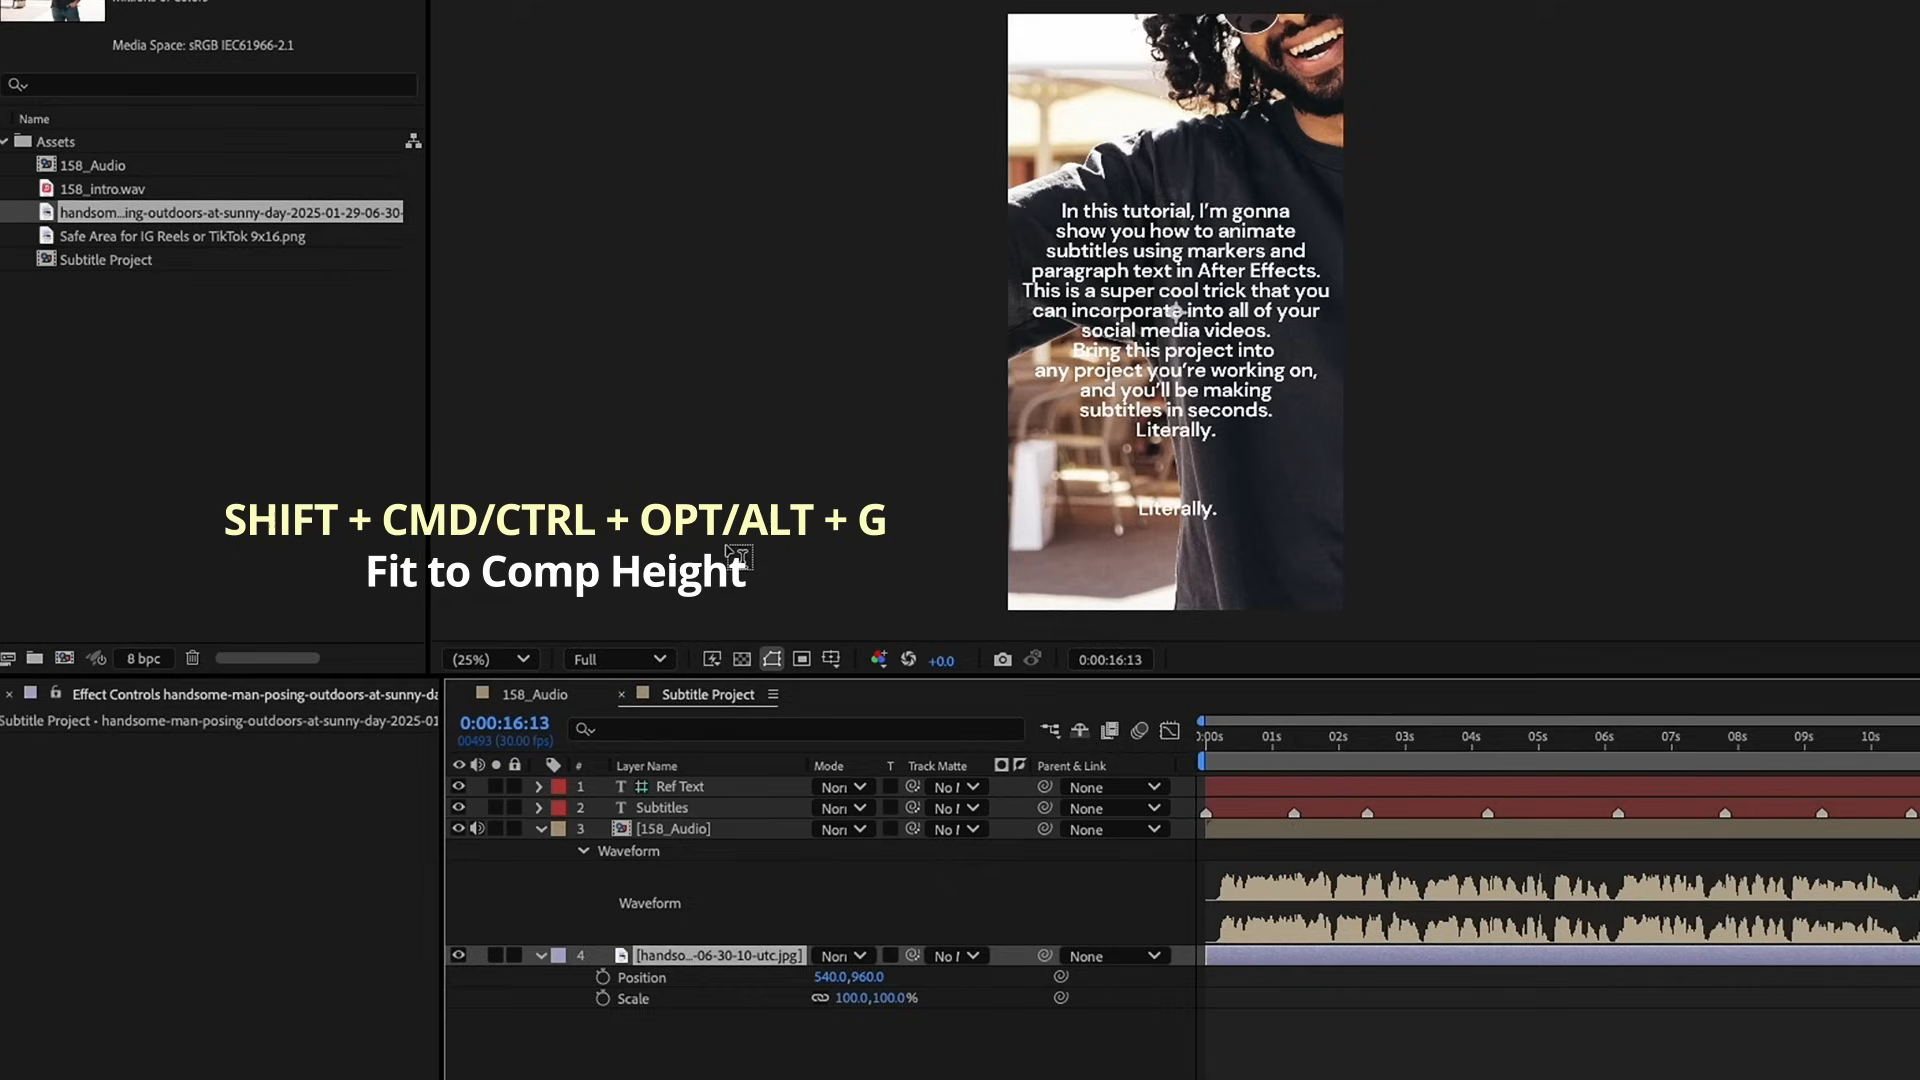 Media Space: sRGB IEC61966-2.1
Name
Assets
158_Audio
158_intro.wav
handsom...ing-outdoors-at-sunny-day-2025-01-29-06-30-
Safe Area for IG Reels or TikTok 9x16.png
Subtitle Project
In this tutorial, I'm gonna
show you how to animate
subtitles using markers and
paragraph text in After Effects.
This is a super cool trick that you
can incorporate into all of your
social media videos.
Bring this project into
any project you're working on,
and you'll be making
subtitles in seconds.
Literally.
Literally.
SHIFT + CMD/CTRL + OPT/ALT + G
Fit to Comp Height
8 bpc
(25%) Full +0.0 0:00:16:13
× Effect Controls handsome-man-posing-outdoors-at-sunny-da
Subtitle Project • handsome-man-posing-outdoors-at-sunny-day-2025-01
158_Audio × Subtitle Project
0:00:16:13
00493 (30.00 fps)
0:00s 01s 02s 03s 04s 05s 06s 07s 08s 09s 10s
# Layer Name Mode T Track Matte Parent & Link
1 T Ref Text Nor No M None
2 T Subtitles Nor No M None
3 [158_Audio] Nor No M None
Waveform
Waveform
4 [handso...-06-30-10-utc.jpg] Nor No M None
Position 540.0,960.0
Scale 100.0,100.0%